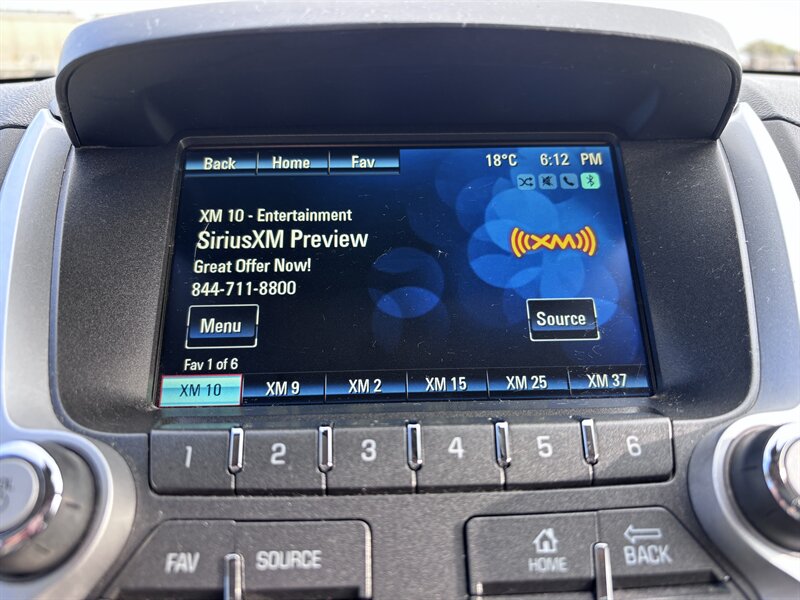 Back Home Fav 18°C 6:12 PM
XM 10 - Entertainment
SiriusXM Preview
((XM))
Great Offer Now!
844-711-8800
Menu Source
Fav 1 of 6
XM 10 XM 9 XM 2 XM 15 XM 25 XM 37
1 2 3 4 5 6
FAV SOURCE HOME BACK